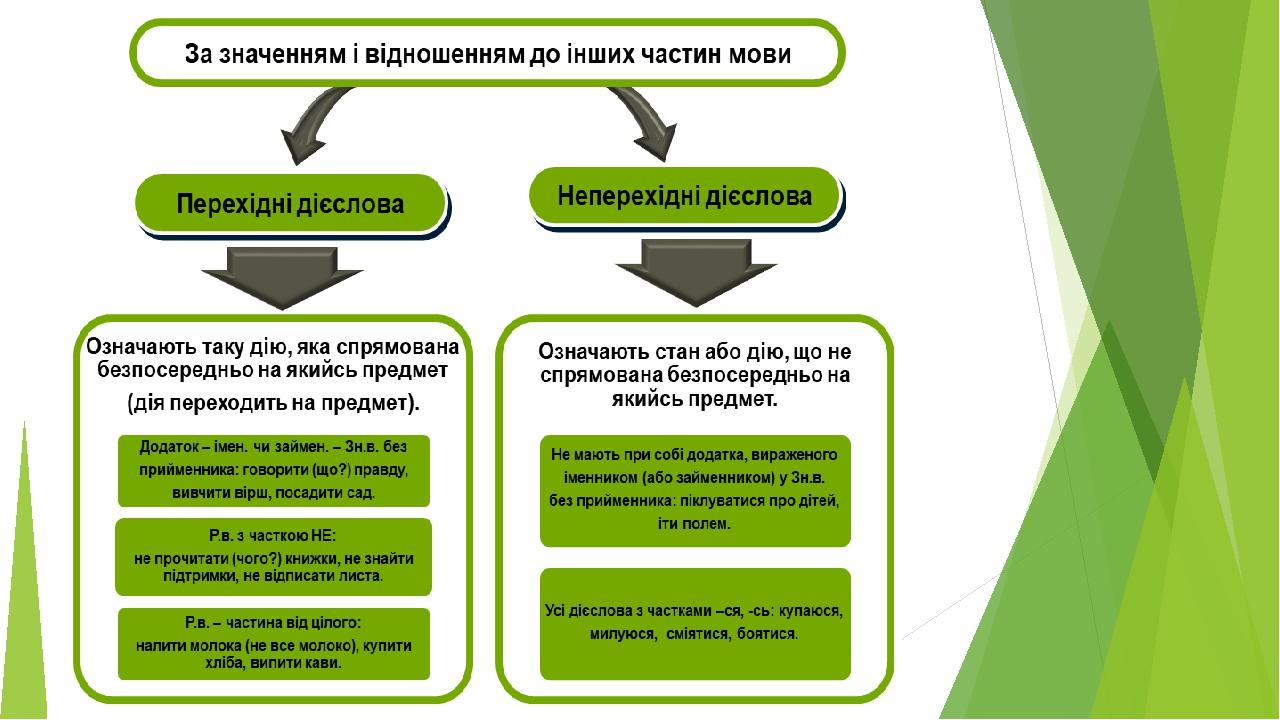 За значенням і відношенням до інших частин мови
Перехідні дієслова
Неперехідні дієслова
Означають таку дію, яка спрямована
безпосередньо на якийсь предмет
(дія переходить на предмет).
Додаток – імен. чи займен. – Зн.в. без
прийменника: говорити (що?) правду,
вивчити вірш, посадити сад.
Р.в. з часткою НЕ:
не прочитати (чого?) книжки, не знайти
підтримки, не відписати листа.
Р.в. – частина від цілого:
налити молока (не все молоко), купити
хліба, випити кави.
Означають стан або дію, що не
спрямована безпосередньо на
якийсь предмет.
Не мають при собі додатка, вираженого
іменником (або займенником) у Зн.в.
без прийменника: піклуватися про дітей,
іти полем.
Усі дієслова з частками –ся, -сь: купаюся,
милуюся, сміятися, боятися.